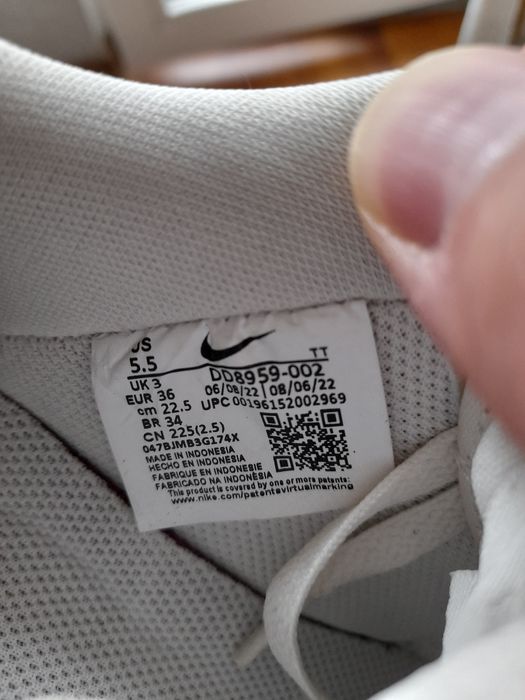 US
5.5
TT
DD8959-002
UK 3
06/08/22 | 08/06/22
EUR 36
UPC 00196152002969
cm 22.5
BR 34
CN 225(2.5)
047BJMB3G174X
MADE IN INDONESIA
HECHO EN INDONESIA
FABRIQUE EN INDONESIE
FABRICADO NA INDONESIA
This product is covered by one or more patents:
www.nike.com/patentsvirtualmarking